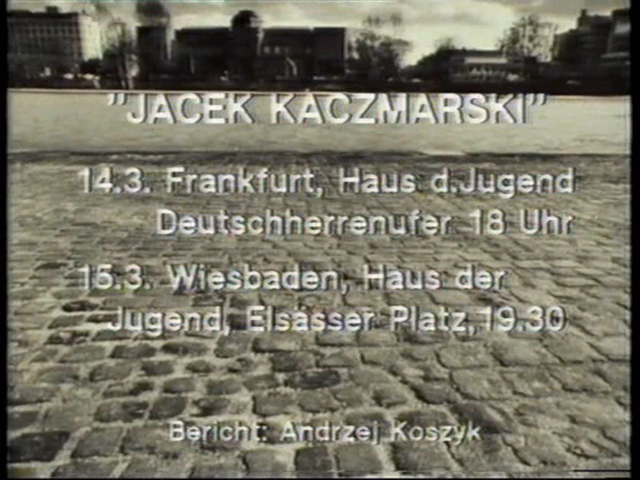 "JACEK KACZMARSKI"
14.3. Frankfurt, Haus d.Jugend
Deutschherrenufer 18 Uhr
15.3. Wiesbaden, Haus der
Jugend, Elsässer Platz,19.30
Bericht: Andrzej Koszyk